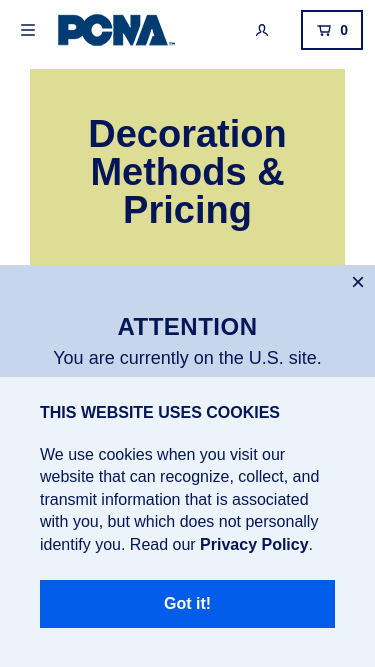 PCNA™
0
Decoration
Methods &
Pricing
×
ATTENTION
You are currently on the U.S. site.
THIS WEBSITE USES COOKIES
We use cookies when you visit our
website that can recognize, collect, and
transmit information that is associated
with you, but which does not personally
identify you. Read our Privacy Policy.
Got it!